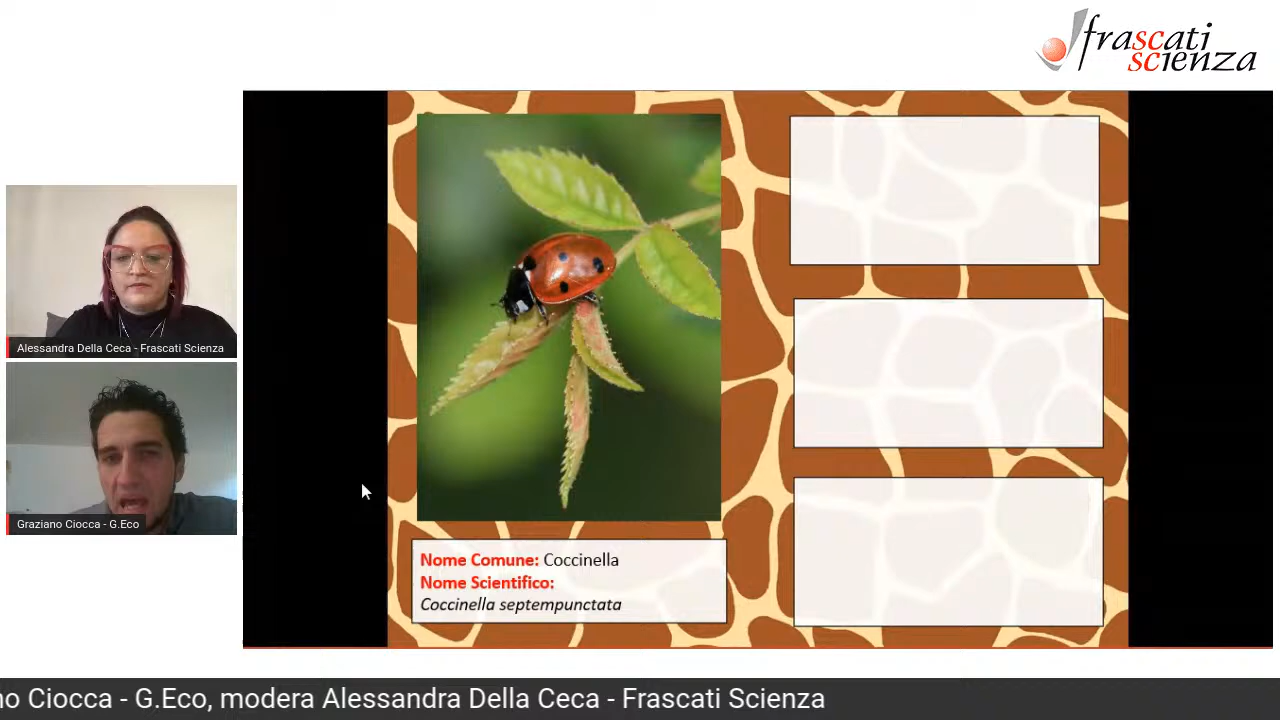 frascati
scienza
Alessandra Della Ceca - Frascati Scienza
Graziano Ciocca - G.Eco
Nome Comune: Coccinella
Nome Scientifico:
Coccinella septempunctata
no Ciocca - G.Eco, modera Alessandra Della Ceca - Frascati Scienza